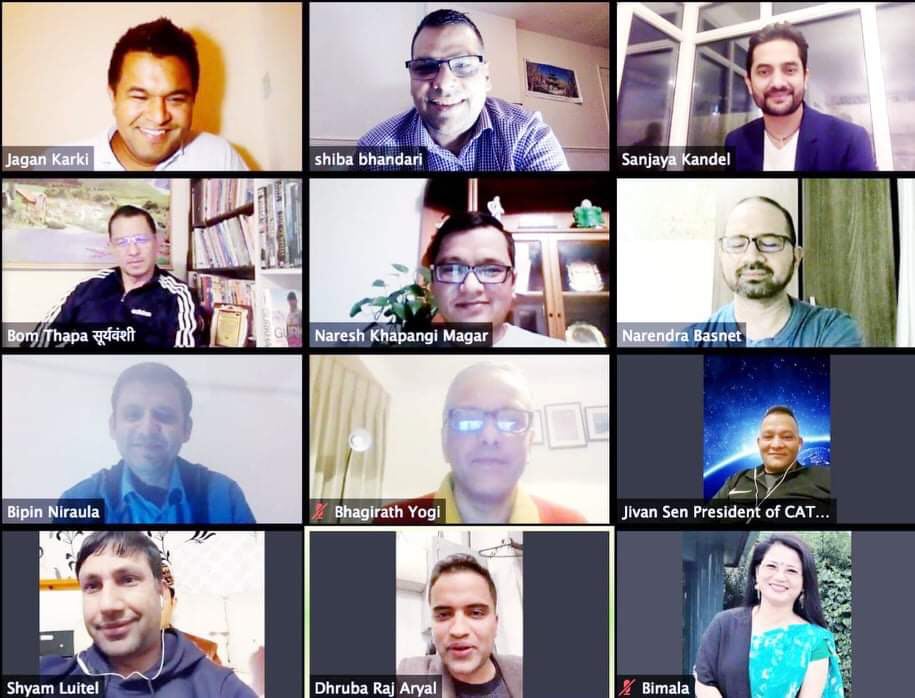 Jagan Karki
shiba bhandari
Sanjaya Kandel
Bom Thapa सूर्यवंशी
Naresh Khapangi Magar
Narendra Basnet
Bipin Niraula
Bhagirath Yogi
Jivan Sen President of CAT...
Shyam Luitel
Dhruba Raj Aryal
Bimala